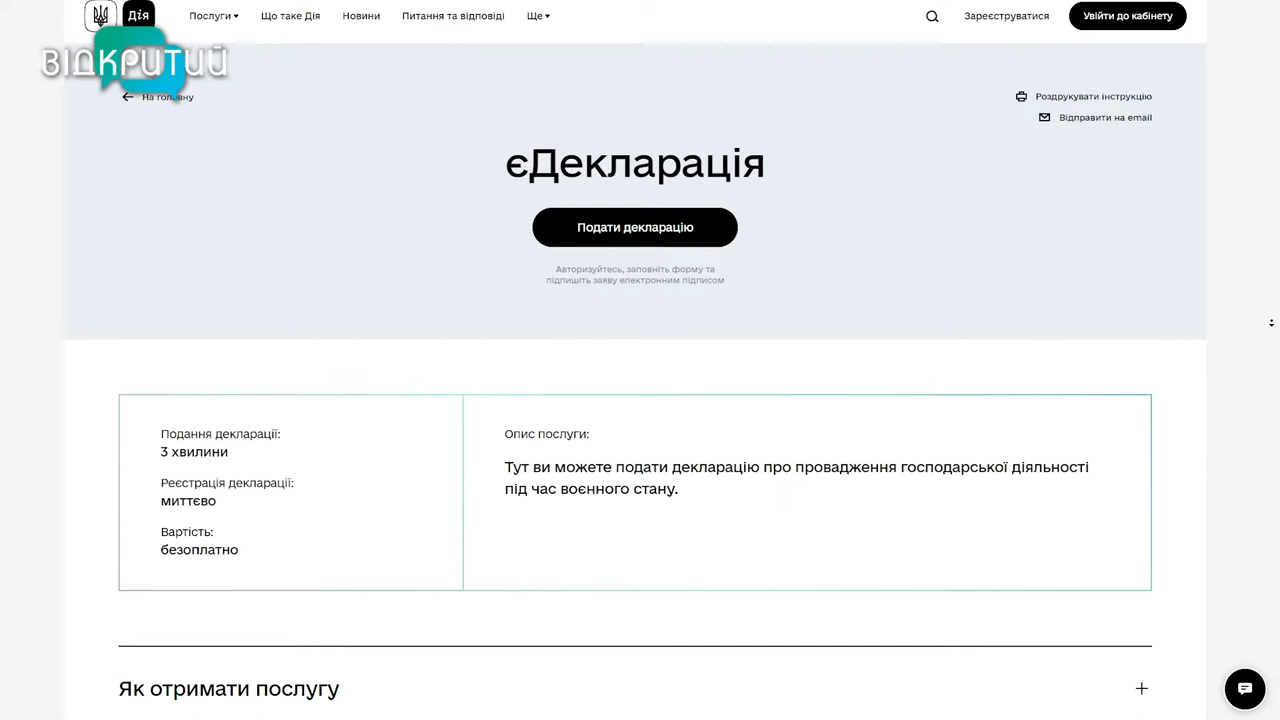 Дія
Послуги
Що таке Дія
Новини
Питання та відповіді
Ще
Зареєструватися
Увійти до кабінету
ВІДКРИТИЙ
На головну
Роздрукувати інструкцію
Відправити на email
єДекларація
Подати декларацію
Авторизуйтесь, заповніть форму та
підпишіть заяву електронним підписом
Подання декларації:
3 хвилини
Реєстрація декларації:
миттєво
Вартість:
безоплатно
Опис послуги:
Тут ви можете подати декларацію про провадження господарської діяльності
під час воєнного стану.
Як отримати послугу